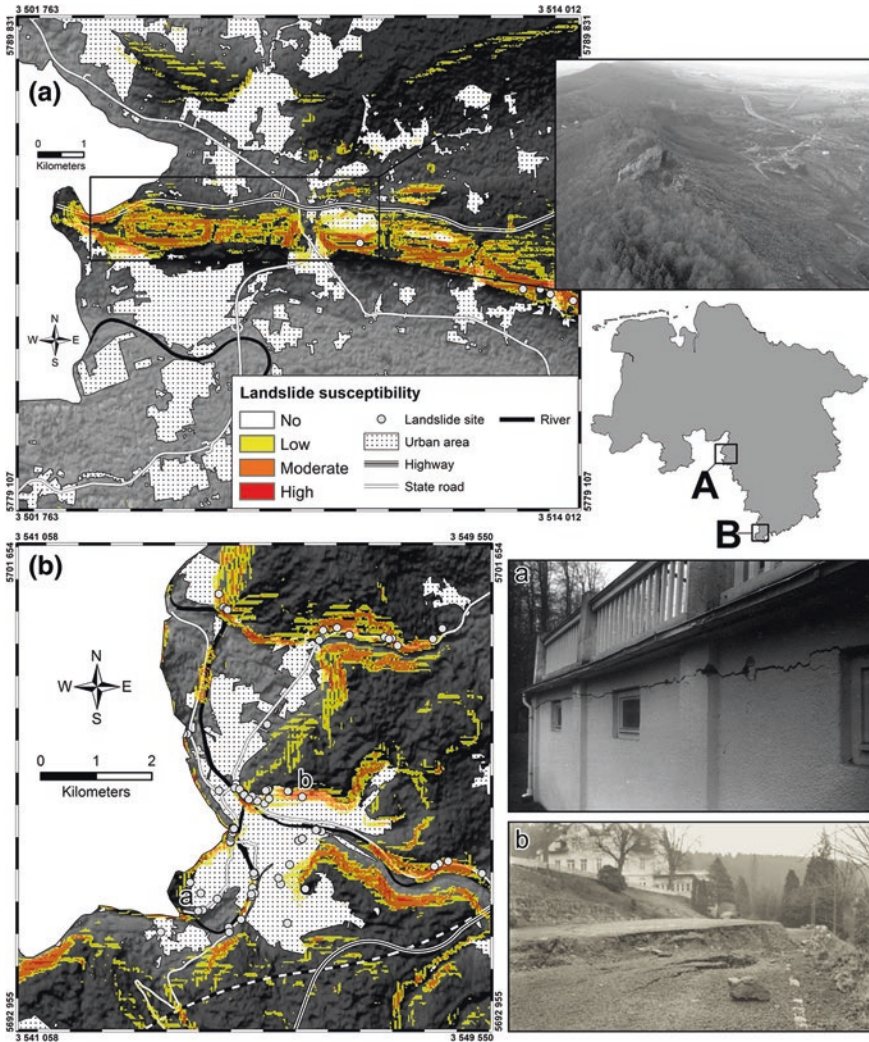 3 501 763
3 514 012
5789 831
5789 831
(a)
0 1
Kilometers
N
W E
S
Landslide susceptibility
No
Low
Moderate
High
Landslide site
Urban area
Highway
State road
River
5779 107
5779 107
3 501 763
3 514 012
A
B
3 541 058
3 549 550
5701 654
5701 654
(b)
N
W E
S
0 1 2
Kilometers
b
a
5692 955
5692 955
3 541 058
3 549 550
a
b